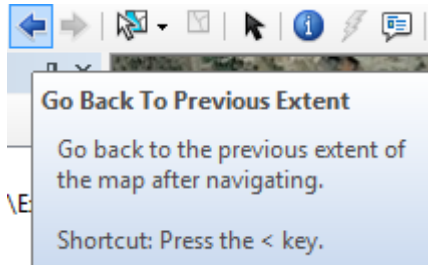 Go Back To Previous Extent
Go back to the previous extent of
the map after navigating.
\E
Shortcut: Press the < key.